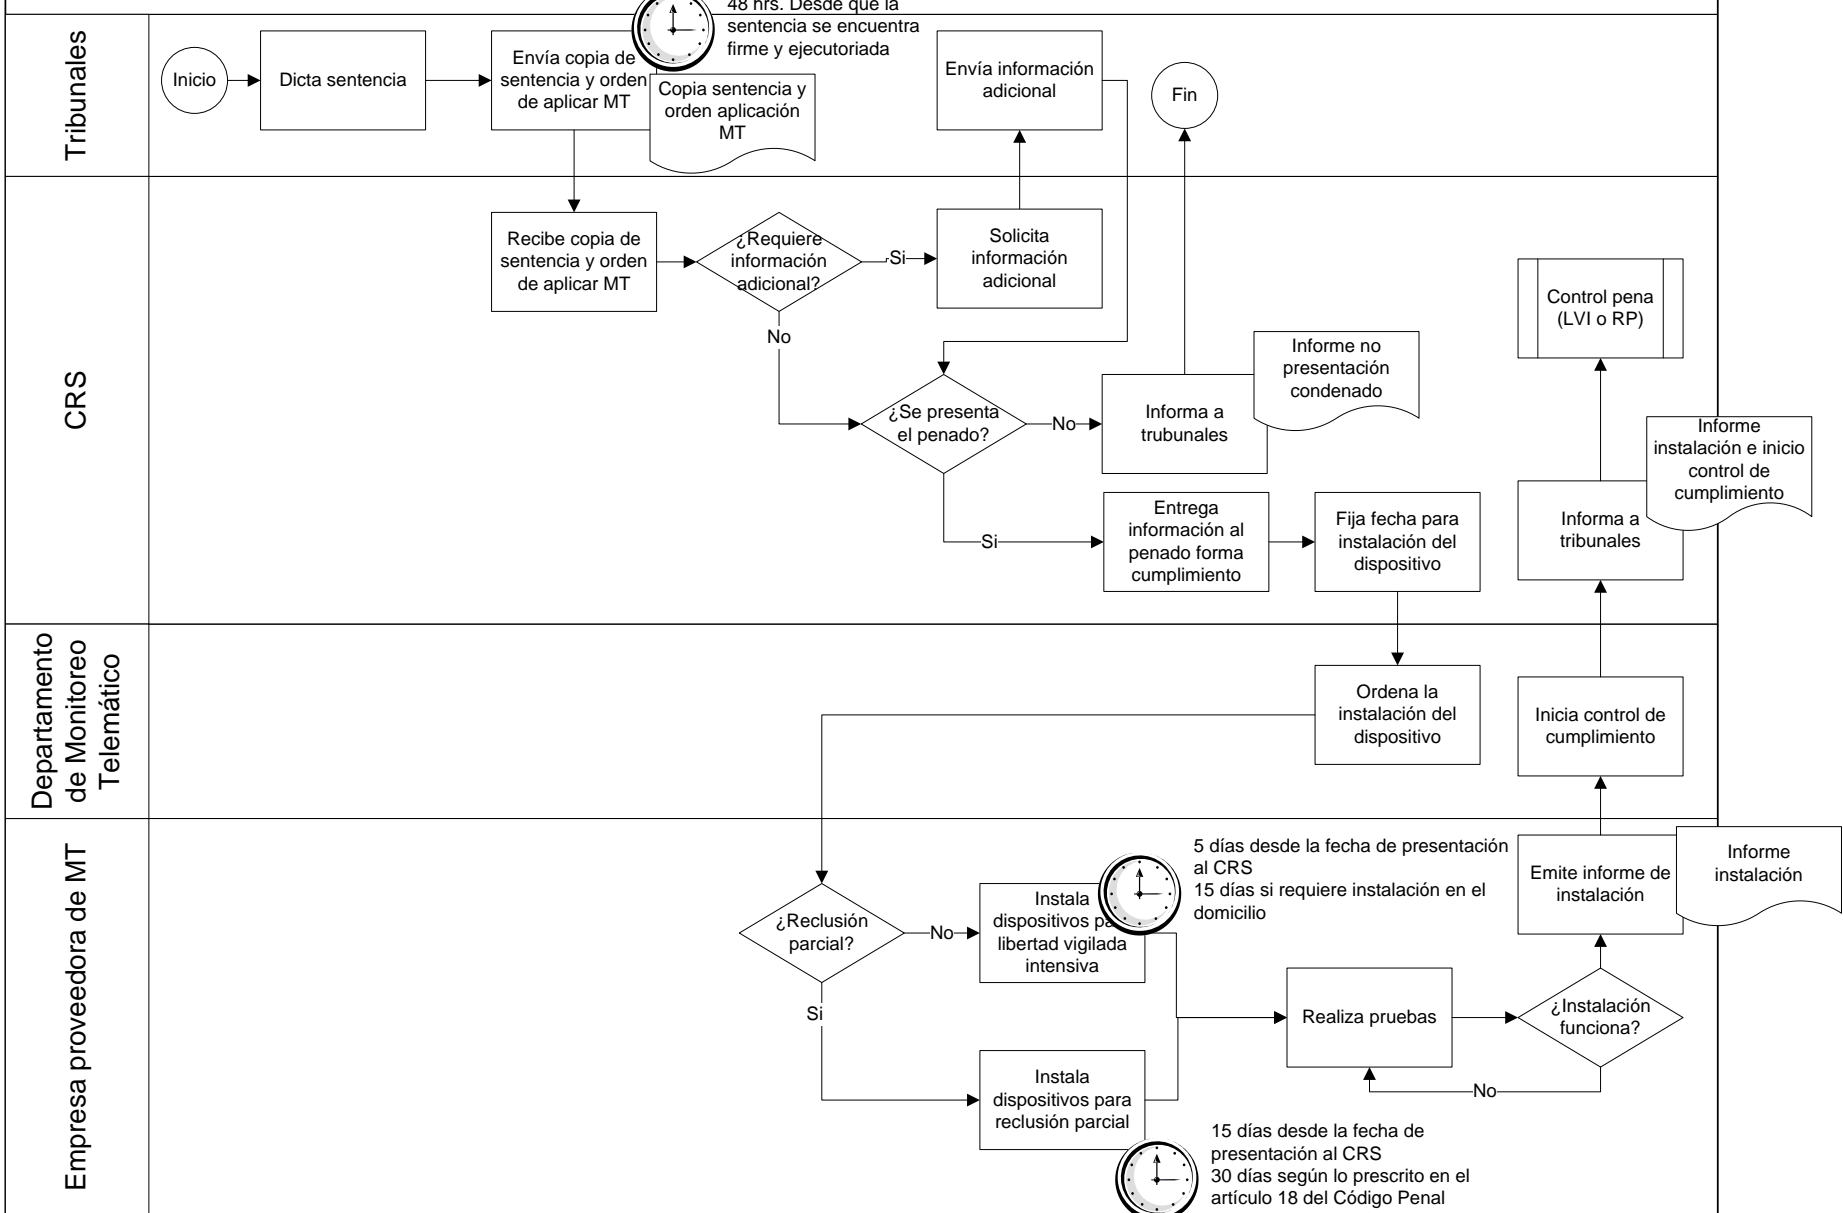 48 hrs. Desde que la
sentencia se encuentra
firme y ejecutoriada
Tribunales
Inicio
Dicta sentencia
Envía copia de
sentencia y orden
de aplicar MT
Copia sentencia y
orden aplicación
MT
Envía información
adicional
Fin
CRS
Recibe copia de
sentencia y orden
de aplicar MT
¿Requiere
información
adicional?
Si
Solicita
información
adicional
No
¿Se presenta
el penado?
No
Informa a
trubunales
Informe no
presentación
condenado
Control pena
(LVI o RP)
Informe
instalación e inicio
control de
cumplimiento
Si
Entrega
información al
penado forma
cumplimiento
Fija fecha para
instalación del
dispositivo
Informa a
tribunales
Departamento
de Monitoreo
Telemático
Ordena la
instalación del
dispositivo
Inicia control de
cumplimiento
Empresa proveedora de MT
¿Reclusión
parcial?
No
Instala
dispositivos para
libertad vigilada
intensiva
5 días desde la fecha de presentación
al CRS
15 días si requiere instalación en el
domicilio
Emite informe de
instalación
Informe
instalación
Si
Realiza pruebas
¿Instalación
funciona?
No
Instala
dispositivos para
reclusión parcial
15 días desde la fecha de
presentación al CRS
30 días según lo prescrito en el
artículo 18 del Código Penal